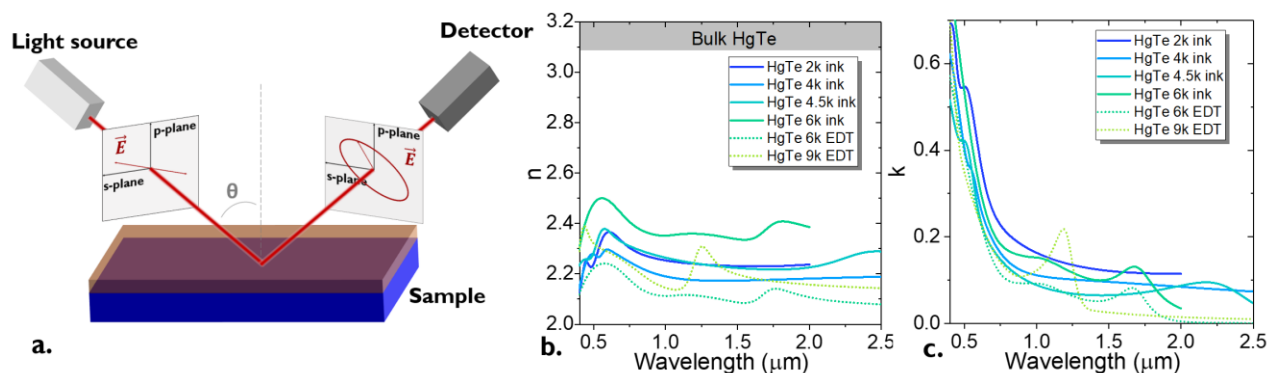 Light source
Detector
p-plane
E
s-plane
p-plane
E
s-plane
θ
Sample
a.
3.2
3.0
2.8
2.6
2.4
2.2
2.0
n
Bulk HgTe
HgTe 2k ink
HgTe 4k ink
HgTe 4.5k ink
HgTe 6k ink
HgTe 6k EDT
HgTe 9k EDT
0.5 1.0 1.5 2.0 2.5
Wavelength (μm)
b.
0.6
0.4
0.2
0.0
k
HgTe 2k ink
HgTe 4k ink
HgTe 4.5k ink
HgTe 6k ink
HgTe 6k EDT
HgTe 9k EDT
0.5 1.0 1.5 2.0 2.5
Wavelength (μm)
c.